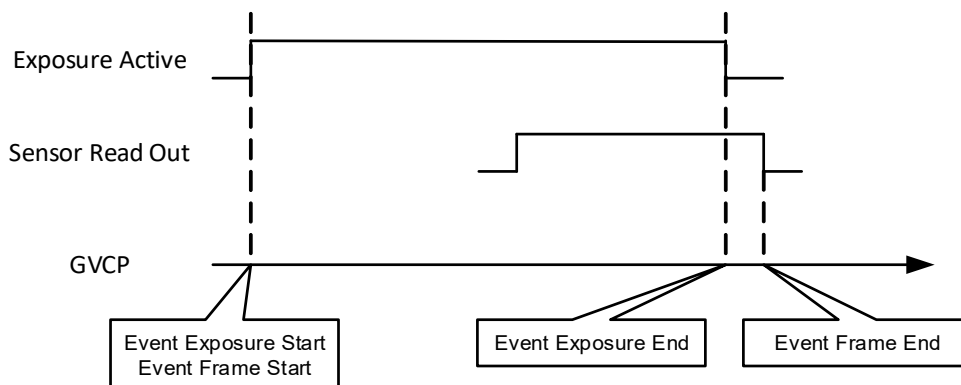 Exposure Active
Sensor Read Out
GVCP
Event Exposure Start
Event Frame Start
Event Exposure End
Event Frame End